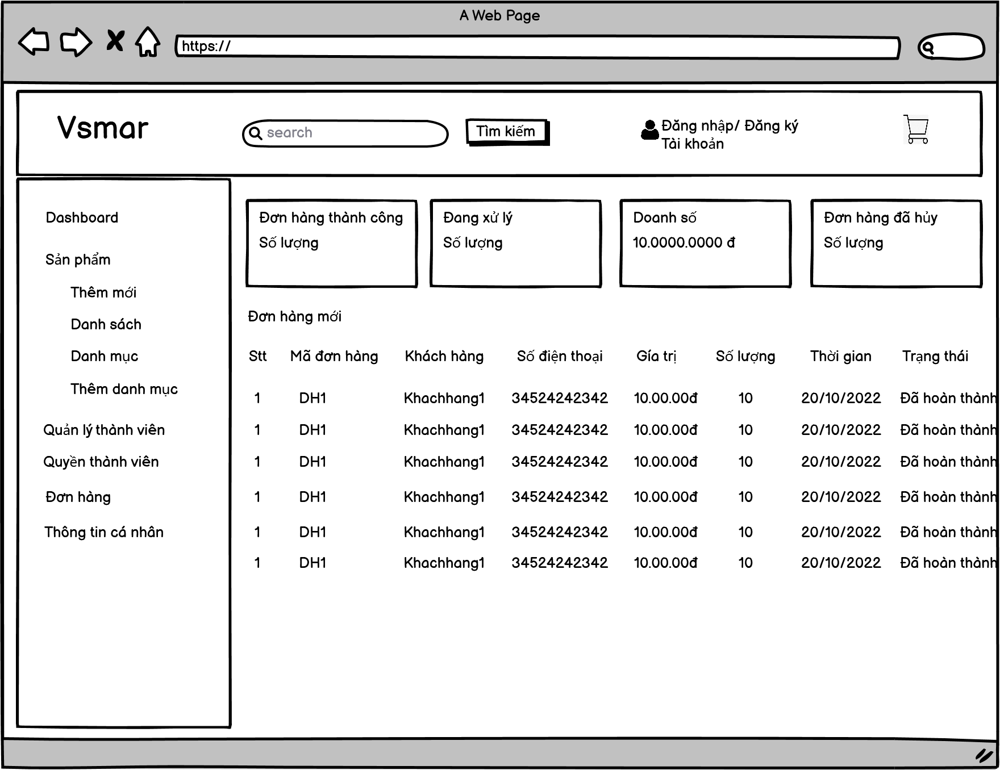 A Web Page
https://
Vsmar
search
Tìm kiếm
Đăng nhập/ Đăng ký
Tài khoản
Dashboard
Sản phẩm
Thêm mới
Danh sách
Danh mục
Thêm danh mục
Quản lý thành viên
Quyền thành viên
Đơn hàng
Thông tin cá nhân
Đơn hàng thành công
Số lượng
Đang xử lý
Số lượng
Doanh số
10.0000.0000 đ
Đơn hàng đã hủy
Số lượng
Đơn hàng mới
Stt Mã đơn hàng Khách hàng Số điện thoại Gía trị Số lượng Thời gian Trạng thái
1 DH1 Khachhang1 34524242342 10.00.00đ 10 20/10/2022 Đã hoàn thành
1 DH1 Khachhang1 34524242342 10.00.00đ 10 20/10/2022 Đã hoàn thành
1 DH1 Khachhang1 34524242342 10.00.00đ 10 20/10/2022 Đã hoàn thành
1 DH1 Khachhang1 34524242342 10.00.00đ 10 20/10/2022 Đã hoàn thành
1 DH1 Khachhang1 34524242342 10.00.00đ 10 20/10/2022 Đã hoàn thành
1 DH1 Khachhang1 34524242342 10.00.00đ 10 20/10/2022 Đã hoàn thành